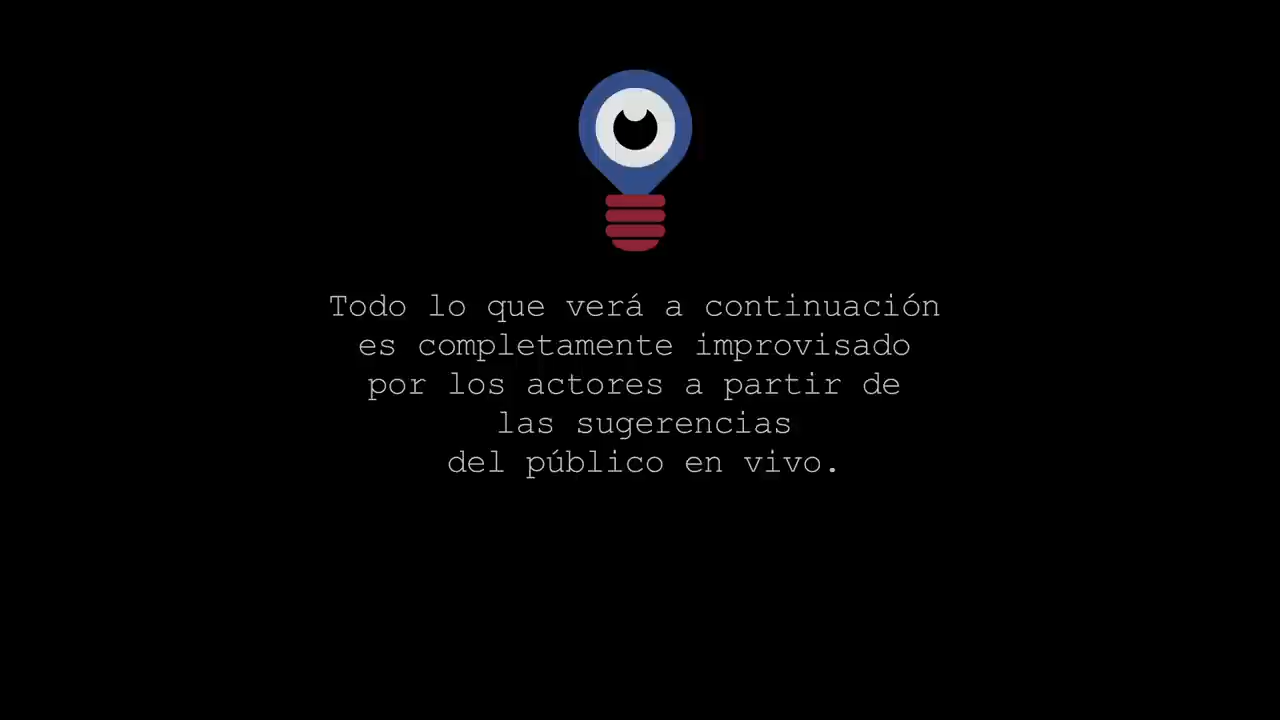 Todo lo que verá a continuación
es completamente improvisado
por los actores a partir de
las sugerencias
del público en vivo.